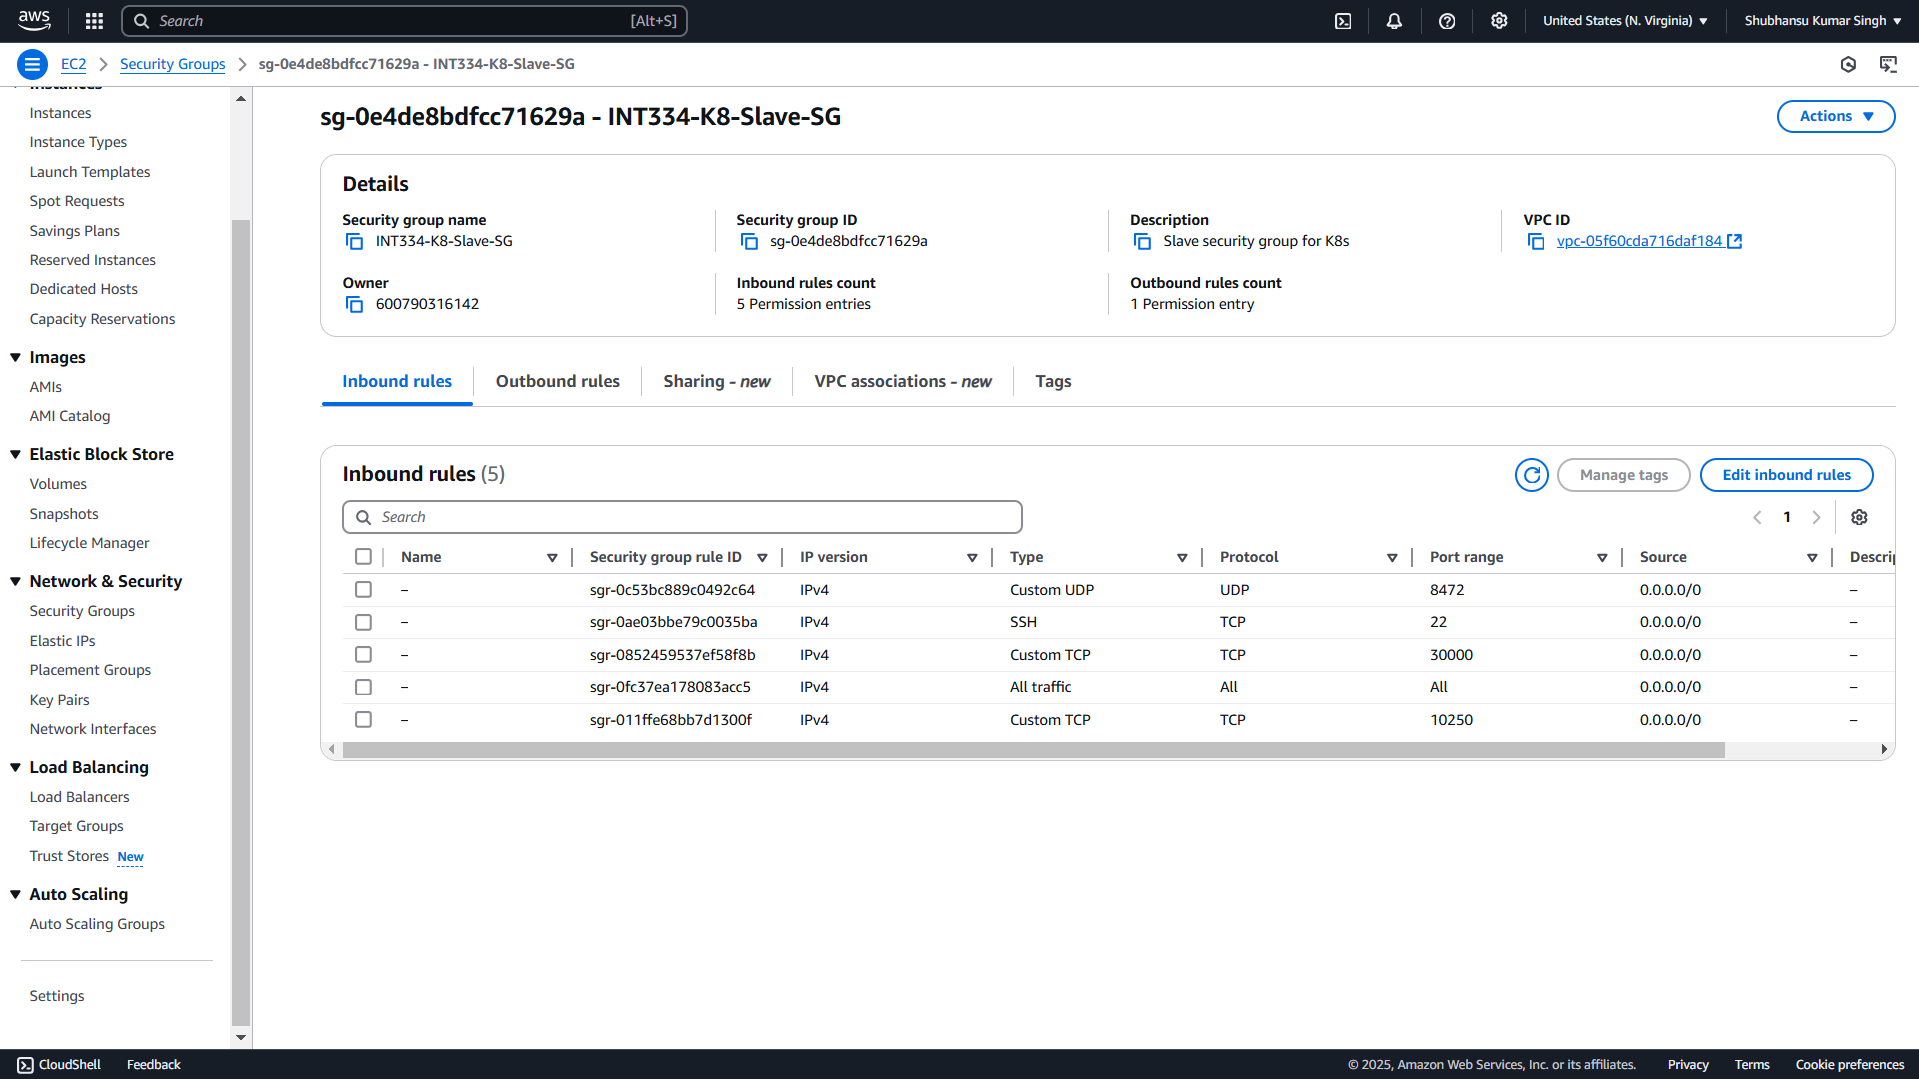 aws
Search [Alt+S]
United States (N. Virginia)
Shubhansu Kumar Singh
EC2
Security Groups
sg-0e4de8bdfcc71629a - INT334-K8-Slave-SG
Instances
Instances
Instance Types
Launch Templates
Spot Requests
Savings Plans
Reserved Instances
Dedicated Hosts
Capacity Reservations
Images
AMIs
AMI Catalog
Elastic Block Store
Volumes
Snapshots
Lifecycle Manager
Network & Security
Security Groups
Elastic IPs
Placement Groups
Key Pairs
Network Interfaces
Load Balancing
Load Balancers
Target Groups
Trust Stores New
Auto Scaling
Auto Scaling Groups
Settings
sg-0e4de8bdfcc71629a - INT334-K8-Slave-SG
Actions
Details
Security group name
INT334-K8-Slave-SG
Security group ID
sg-0e4de8bdfcc71629a
Description
Slave security group for K8s
VPC ID
vpc-05f60cda716daf184
Owner
600790316142
Inbound rules count
5 Permission entries
Outbound rules count
1 Permission entry
Inbound rules
Outbound rules
Sharing - new
VPC associations - new
Tags
Inbound rules (5)
Manage tags
Edit inbound rules
Search
1
Name Security group rule ID IP version Type Protocol Port range Source
– sgr-0c53bc889c0492c64 IPv4 Custom UDP UDP 8472 0.0.0.0/0 –
– sgr-0ae03bbe79c0035ba IPv4 SSH TCP 22 0.0.0.0/0 –
– sgr-0852459537ef58f8b IPv4 Custom TCP TCP 30000 0.0.0.0/0 –
– sgr-0fc37ea178083acc5 IPv4 All traffic All All 0.0.0.0/0 –
– sgr-011ffe68bb7d1300f IPv4 Custom TCP TCP 10250 0.0.0.0/0 –
CloudShell
Feedback
© 2025, Amazon Web Services, Inc. or its affiliates.
Privacy
Terms
Cookie preferences